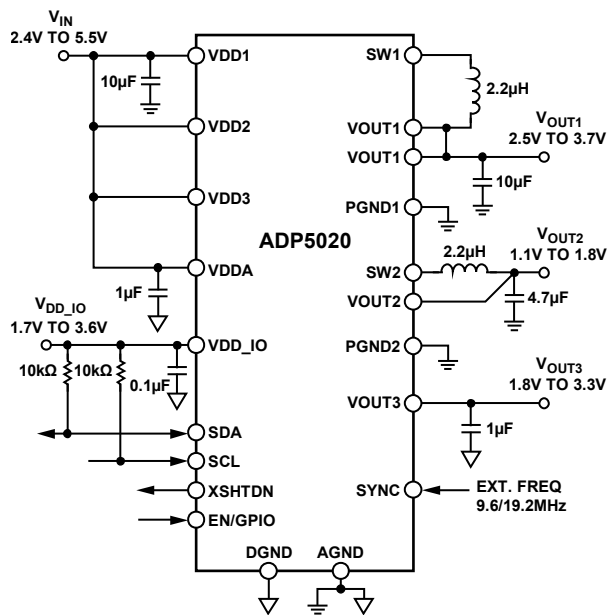 VIN
2.4V TO 5.5V
VDD1
10µF
VDD2
VDD3
VDDA
1µF
VDD_IO
1.7V TO 3.6V
VDD_IO
10kΩ
10kΩ
0.1µF
SDA
SCL
XSHTDN
EN/GPIO
ADP5020
DGND
AGND
SW1
2.2µH
VOUT1
VOUT1
VOUT1
2.5V TO 3.7V
10µF
PGND1
SW2
2.2µH
VOUT2
1.1V TO 1.8V
VOUT2
4.7µF
PGND2
VOUT3
VOUT3
1.8V TO 3.3V
1µF
SYNC
EXT. FREQ
9.6/19.2MHz